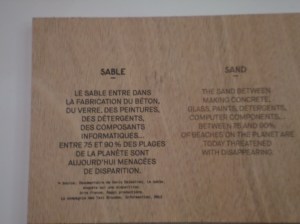 SABLE
LE SABLE ENTRE DANS
LA FABRICATION DU BÉTON,
DU VERRE, DES PEINTURES,
DES DÉTERGENTS,
DES COMPOSANTS
INFORMATIQUES...
ENTRE 75 ET 90 % DES PLAGES
DE LA PLANÈTE SONT
AUJOURD'HUI MENACÉES
DE DISPARITION.
SAND
THE SAND BETWEEN
MAKING CONCRETE,
GLASS, PAINTS, DETERGENTS,
COMPUTER COMPONENTS...
BETWEEN 75 AND 90%
OF BEACHES ON THE PLANET ARE
TODAY THREATENED
WITH DISAPPEARING.